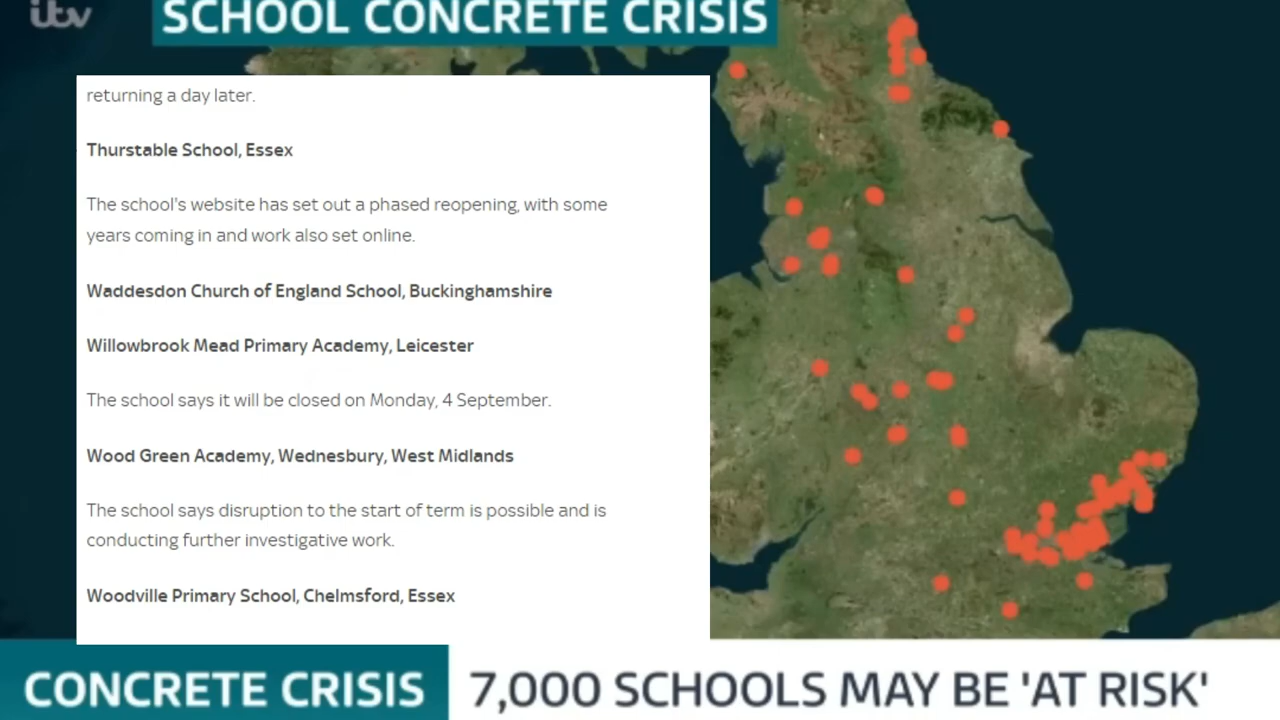 itv
SCHOOL CONCRETE CRISIS
returning a day later.
Thurstable School, Essex
The school's website has set out a phased reopening, with some
years coming in and work also set online.
Waddesdon Church of England School, Buckinghamshire
Willowbrook Mead Primary Academy, Leicester
The school says it will be closed on Monday, 4 September.
Wood Green Academy, Wednesbury, West Midlands
The school says disruption to the start of term is possible and is
conducting further investigative work.
Woodville Primary School, Chelmsford, Essex
CONCRETE CRISIS
7,000 SCHOOLS MAY BE 'AT RISK'